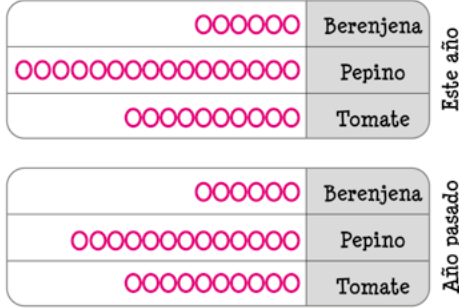 Berenjena
Pepino
Tomate
Este año
Berenjena
Pepino
Tomate
Año pasado